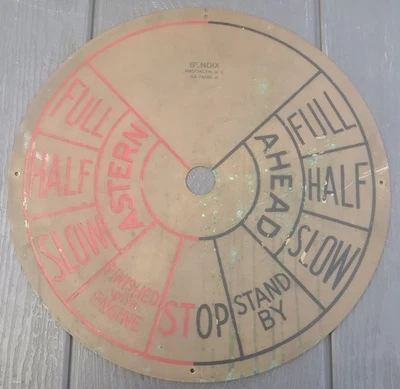 BENDIX
FULL
HALF
SLOW
ASTERN
FINISHED
WITH
ENGINE
STOP
STAND
BY
AHEAD
FULL
HALF
SLOW